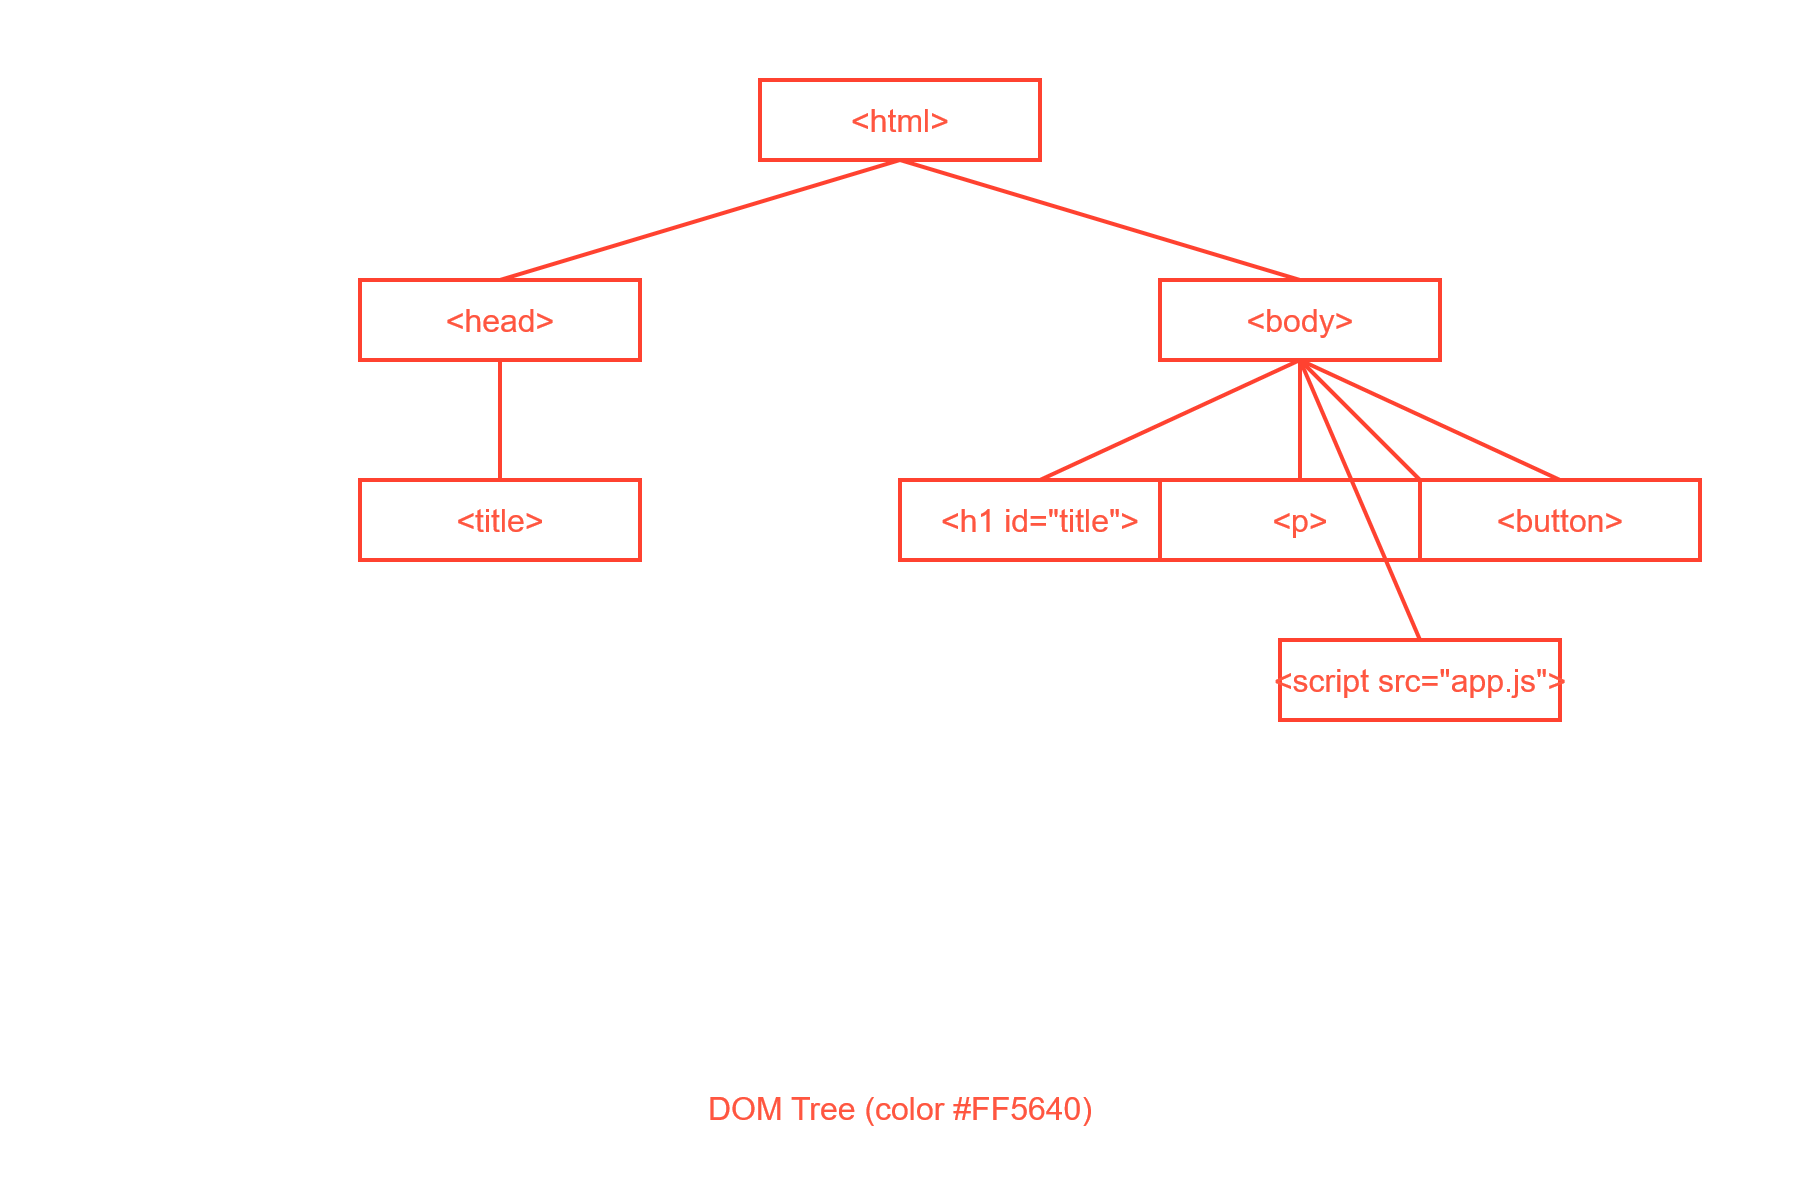 <html>
<head>
<body>
<title>
<h1 id="title">
<p>
<button>
<script src="app.js">
DOM Tree (color #FF5640)